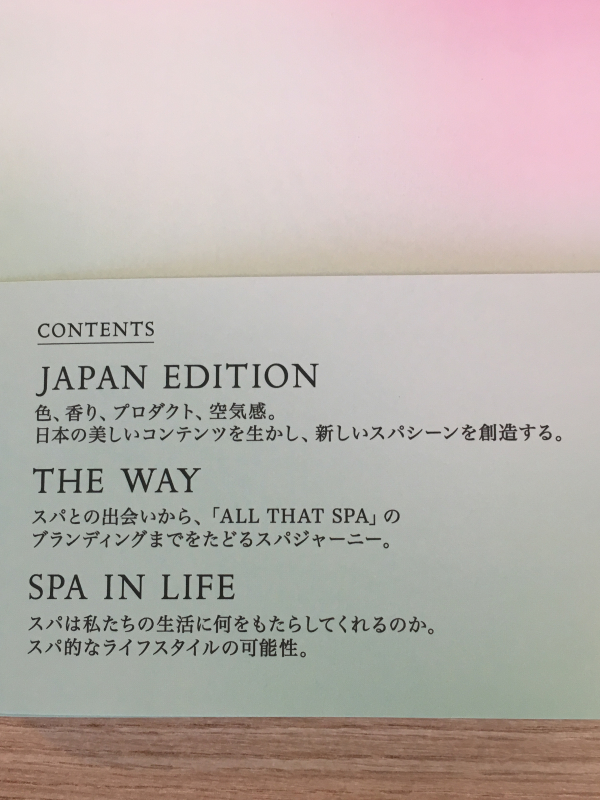 CONTENTS
JAPAN EDITION
色、香り、プロダクト、空気感。
日本の美しいコンテンツを生かし、新しいスパシーンを創造する。
THE WAY
スパとの出会いから、「ALL THAT SPA」の
ブランディングまでをたどるスパジャーニー。
SPA IN LIFE
スパは私たちの生活に何をもたらしてくれるのか。
スパ的なライフスタイルの可能性。